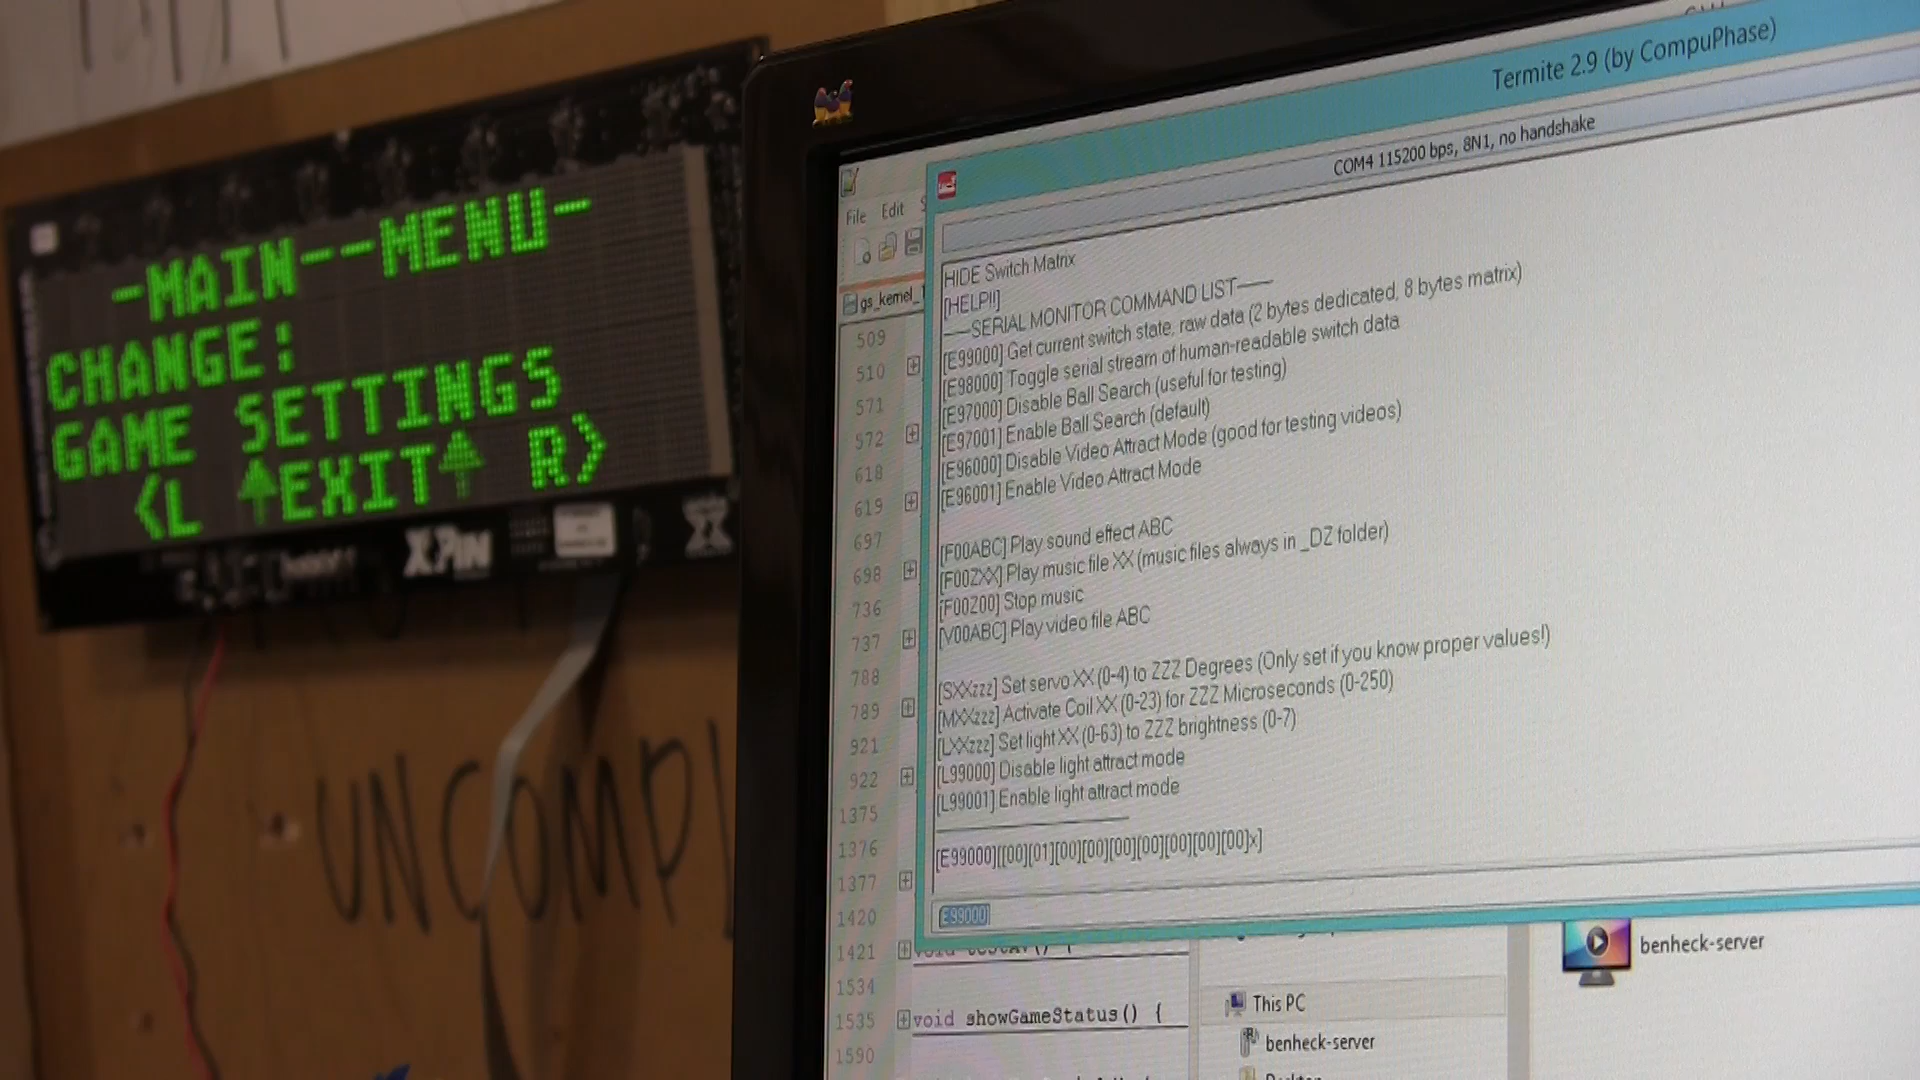 -MAIN--MENU-
CHANGE:
GAME SETTINGS
<L ↑EXIT↑ R>
XPIN
UNCOMPL
Termite 2.9 (by CompuPhase)
COM4 115200 bps, 8N1, no handshake
File Edit S
gs_kernel_
HIDE Switch Matrix
[HELP!!]
----SERIAL MONITOR COMMAND LIST-----
[E99000] Get current switch state, raw data (2 bytes dedicated, 8 bytes matrix)
[E98000] Toggle serial stream of human-readable switch data
[E97000] Disable Ball Search (useful for testing)
[E97001] Enable Ball Search (default)
[E96000] Disable Video Attract Mode (good for testing videos)
[E96001] Enable Video Attract Mode
[F00ABC] Play sound effect ABC
[F00ZXX] Play music file XX (music files always in _DZ folder)
[F00Z00] Stop music
[V00ABC] Play video file ABC
[SXXzzz] Set servo XX (0-4) to ZZZ Degrees (Only set if you know proper values!)
[MXXzzz] Activate Coil XX (0-23) for ZZZ Microseconds (0-250)
[LXXzzz] Set light XX (0-63) to ZZZ brightness (0-7)
[L99000] Disable light attract mode
[L99001] Enable light attract mode
[E99000][[00][01][00][00][00][00][00][00][00]x]
[E99000]
509
510
571
572
618
619
697
698
736
737
788
789
921
922
1375
1376
1377
1420
1421
1534
1535 void showGameStatus() {
1590
This PC
benheck-server
benheck-server